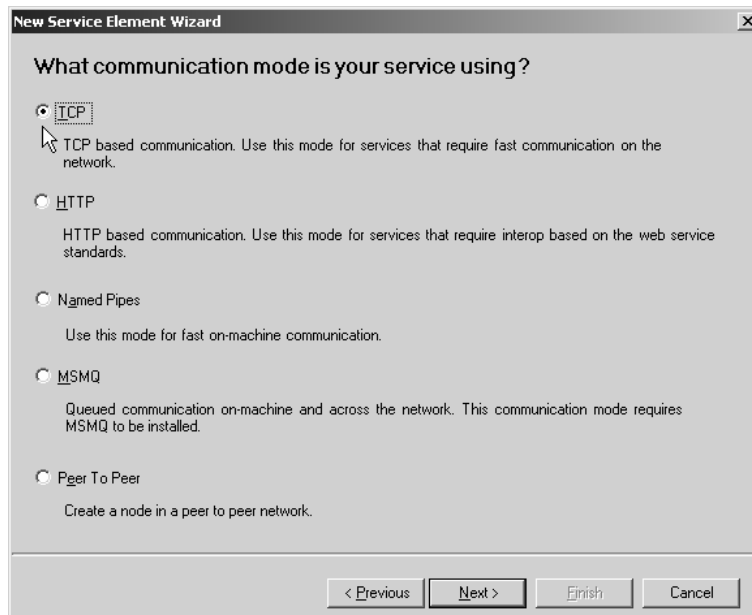 New Service Element Wizard
What communication mode is your service using?
TCP
TCP based communication. Use this mode for services that require fast communication on the
network.
HTTP
HTTP based communication. Use this mode for services that require interop based on the web service
standards.
Named Pipes
Use this mode for fast on-machine communication.
MSMQ
Queued communication on-machine and across the network. This communication mode requires
MSMQ to be installed.
Peer To Peer
Create a node in a peer to peer network.
< Previous Next > Finish Cancel